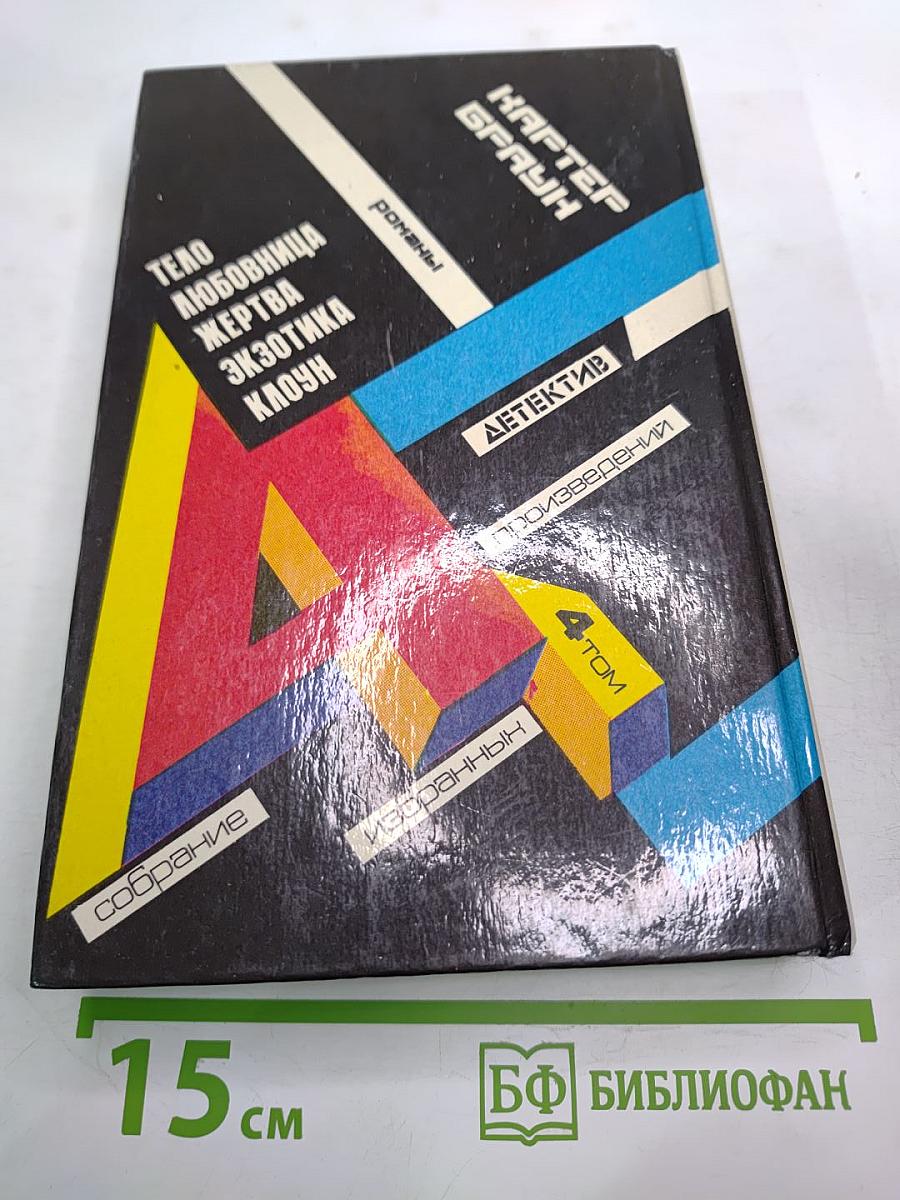 КАРТЕР
БРАУН
романы
ТЕЛО
ЛЮБОВНИЦА
ЖЕРТВА
ЭКЗОТИКА
КЛОУН
ДЕТЕКТИВ
произведений
4 том
избранных
собрание
15 см
БФ БИБЛИОФАН